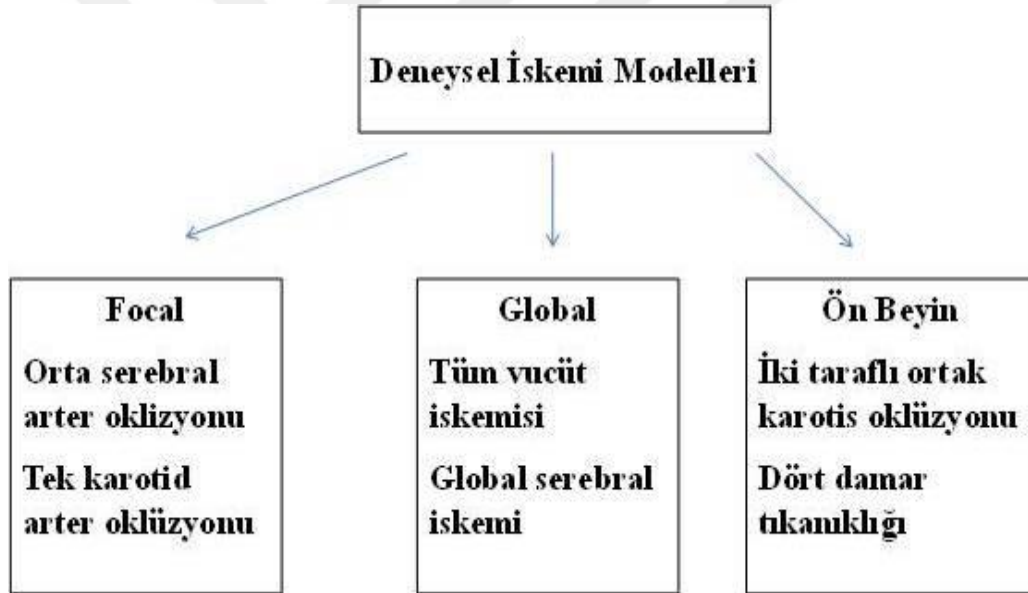 Deneysel İskemi Modelleri
Focal
Orta serebral
arter oklizyonu
Tek karotid
arter oklüzyonu
Global
Tüm vucüt
iskemisi
Global serebral
iskemi
Ön Beyin
İki taraflı ortak
karotis oklüzyonu
Dört damar
tıkanıklığı